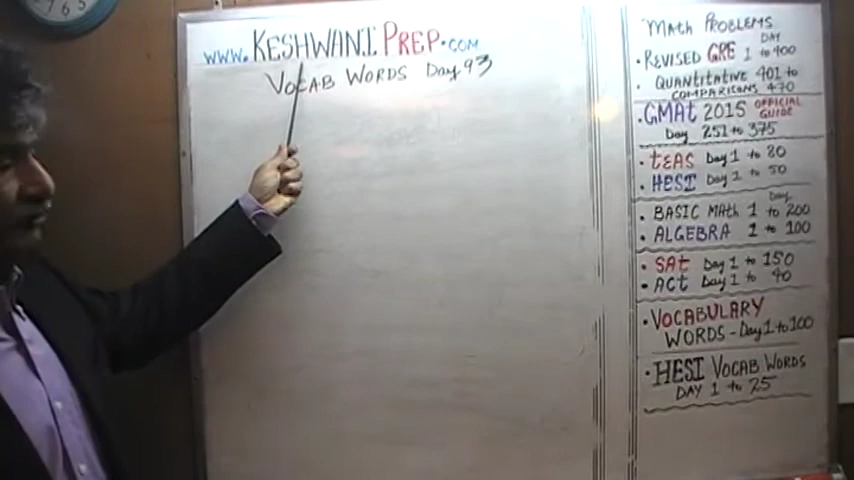 www.KESHWANI PREP.COM
VOCAB WORDS Day 93
MATH PROBLEMS
DAY
• REVISED GRE 1 to 400
• QUANTITATIVE 401 to
COMPARISONS 470
• GMAt 2015 OFFICIAL
GUIDE
Day 251 to 375
• tEAS Day 1 to 80
• HESI Day 1 to 50
Day
• BASIC MAth 1 to 200
• ALGEBRA 1 to 100
• SAt Day 1 to 150
• ACt Day 1 to 40
• VOCABULARY
WORDS - Day 1 to 100
• HESI VOCAB WORDS
DAY 1 to 25
7 6 5